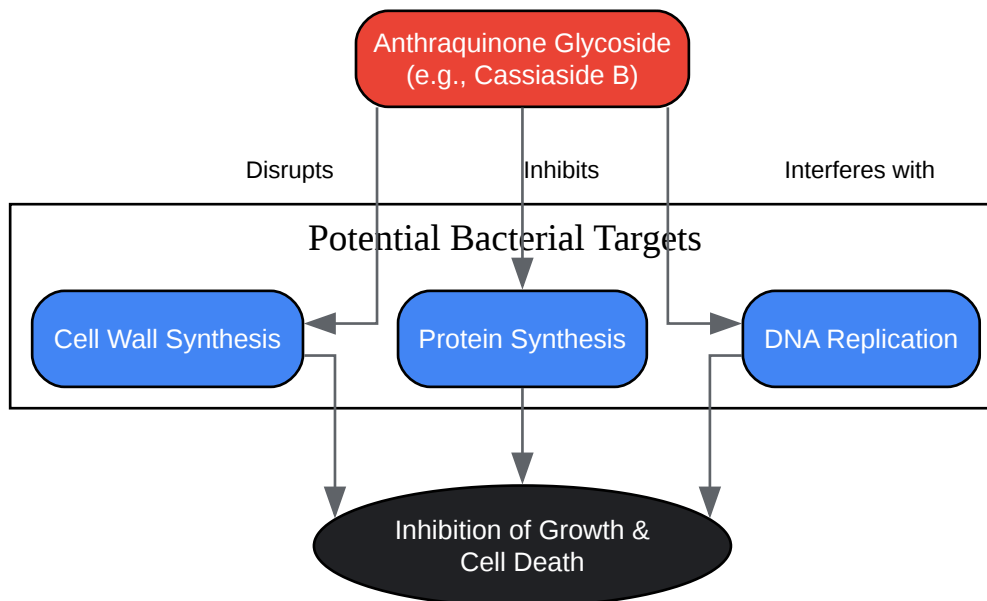 Anthraquinone Glycoside
(e.g., Cassiaside B)
Disrupts
Inhibits
Interferes with
Potential Bacterial Targets
Cell Wall Synthesis
Protein Synthesis
DNA Replication
Inhibition of Growth &
Cell Death